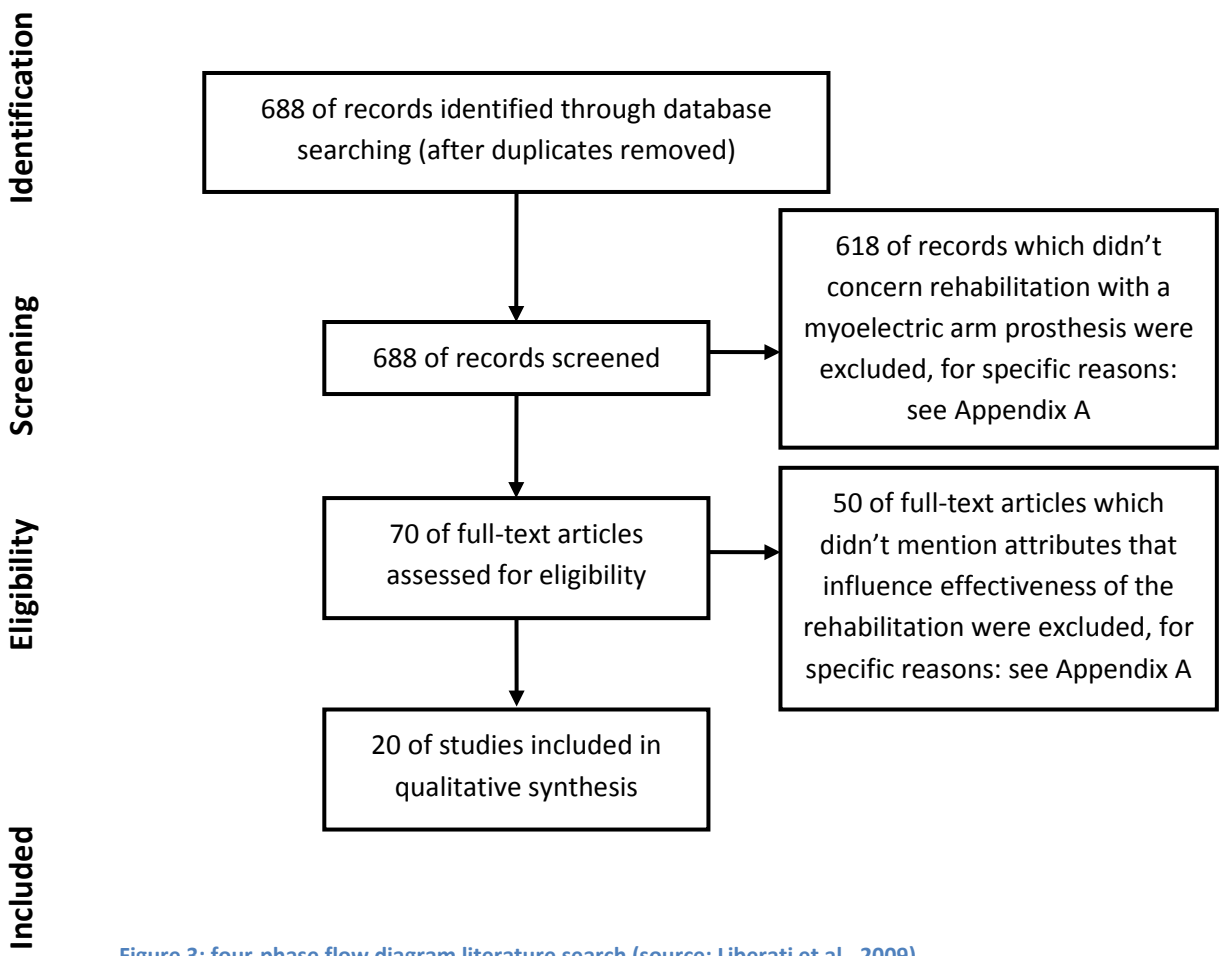 Identification
688 of records identified through database
searching (after duplicates removed)
Screening
688 of records screened
618 of records which didn’t
concern rehabilitation with a
myoelectric arm prosthesis were
excluded, for specific reasons:
see Appendix A
Eligibility
70 of full-text articles
assessed for eligibility
50 of full-text articles which
didn’t mention attributes that
influence effectiveness of the
rehabilitation were excluded, for
specific reasons: see Appendix A
Included
20 of studies included in
qualitative synthesis
Figure 3: four-phase flow diagram literature search (source: Liberati et al., 2009)